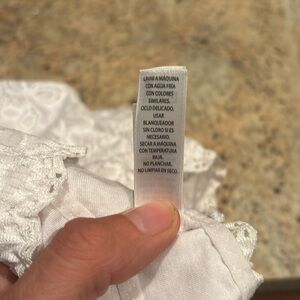 LAVAR A MÁQUINA
CON AGUA FRÍA
CON COLORES
SIMILARES.
CICLO DELICADO.
USAR
BLANQUEADOR
SIN CLORO SI ES
NECESARIO.
SECAR A MÁQUINA
CON TEMPERATURA
BAJA.
NO PLANCHAR.
NO LIMPIAR EN SECO.